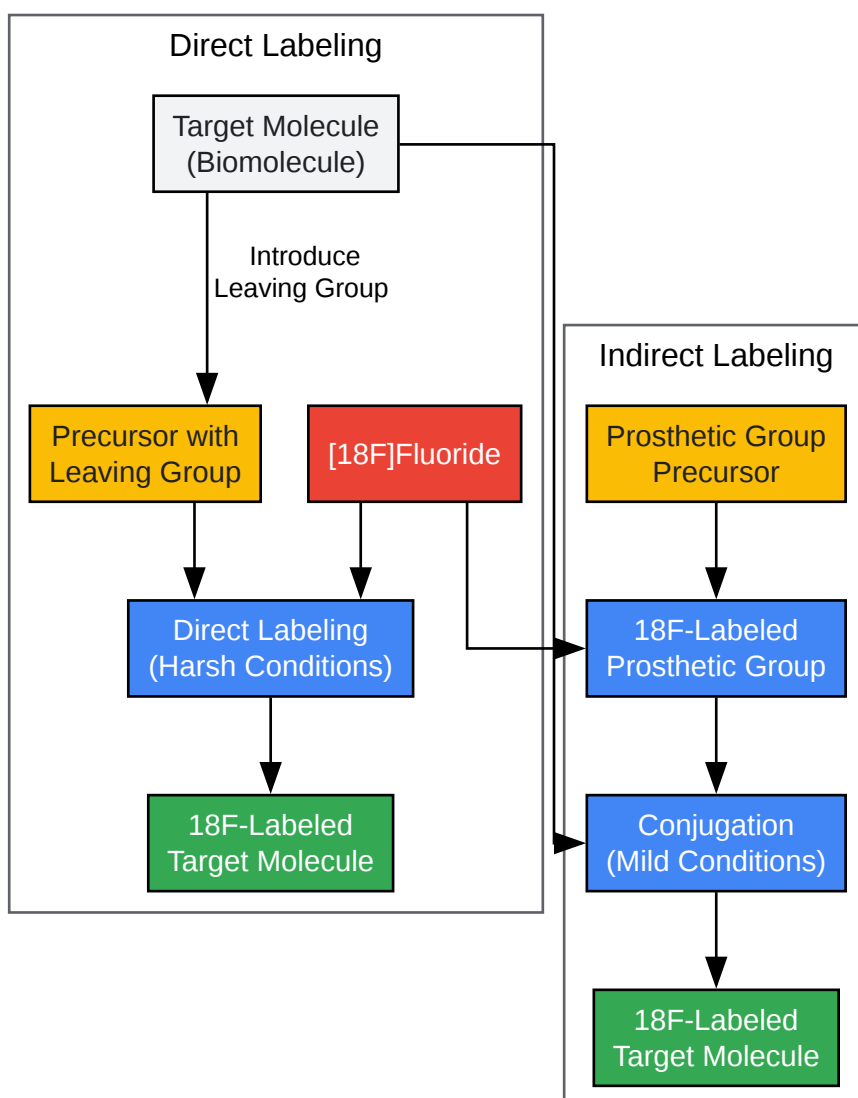 Direct Labeling
Target Molecule
(Biomolecule)
Introduce
Leaving Group
Indirect Labeling
Precursor with
Leaving Group
[18F]Fluoride
Prosthetic Group
Precursor
Direct Labeling
(Harsh Conditions)
18F-Labeled
Prosthetic Group
18F-Labeled
Target Molecule
Conjugation
(Mild Conditions)
18F-Labeled
Target Molecule